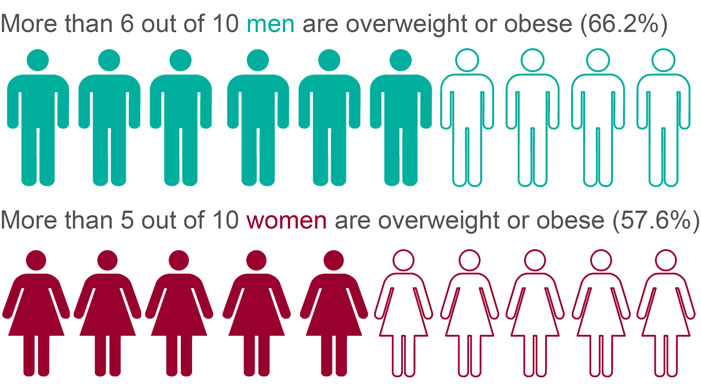 More than 6 out of 10 men are overweight or obese (66.2%)
More than 5 out of 10 women are overweight or obese (57.6%)